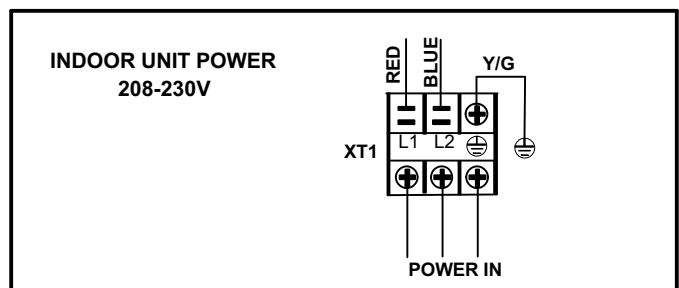 INDOOR UNIT POWER
208-230V
RED
BLUE
Y/G
XT1
L1 L2
POWER IN